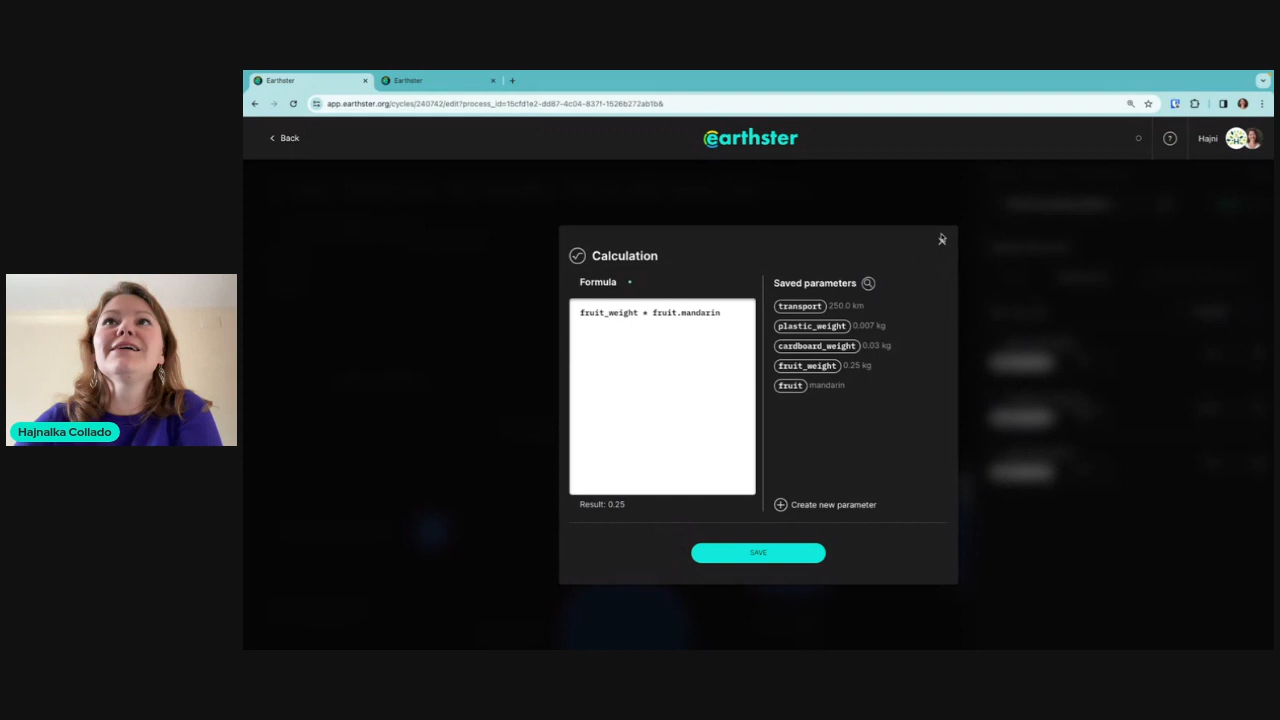 Earthster
Earthster
app.earthster.org/cycles/240742/edit?process_id=15cfd1e2-dd87-4c04-837f-1526b272ab1b&
Back
earthster
Hajni
Calculation
Formula
fruit_weight * fruit.mandarin
Result: 0.25
Saved parameters
transport 250.0 km
plastic_weight 0.007 kg
cardboard_weight 0.03 kg
fruit_weight 0.25 kg
fruit mandarin
Create new parameter
SAVE
Hajnalka Collado